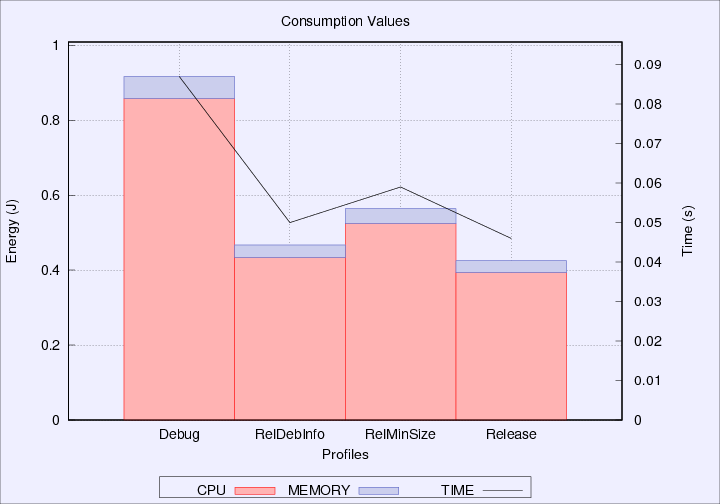 Consumption Values
1
0.8
0.6
0.4
0.2
0
Energy (J)
0.09
0.08
0.07
0.06
0.05
0.04
0.03
0.02
0.01
0
Time (s)
Debug RelDebInfo RelMinSize Release
Profiles
CPU MEMORY TIME